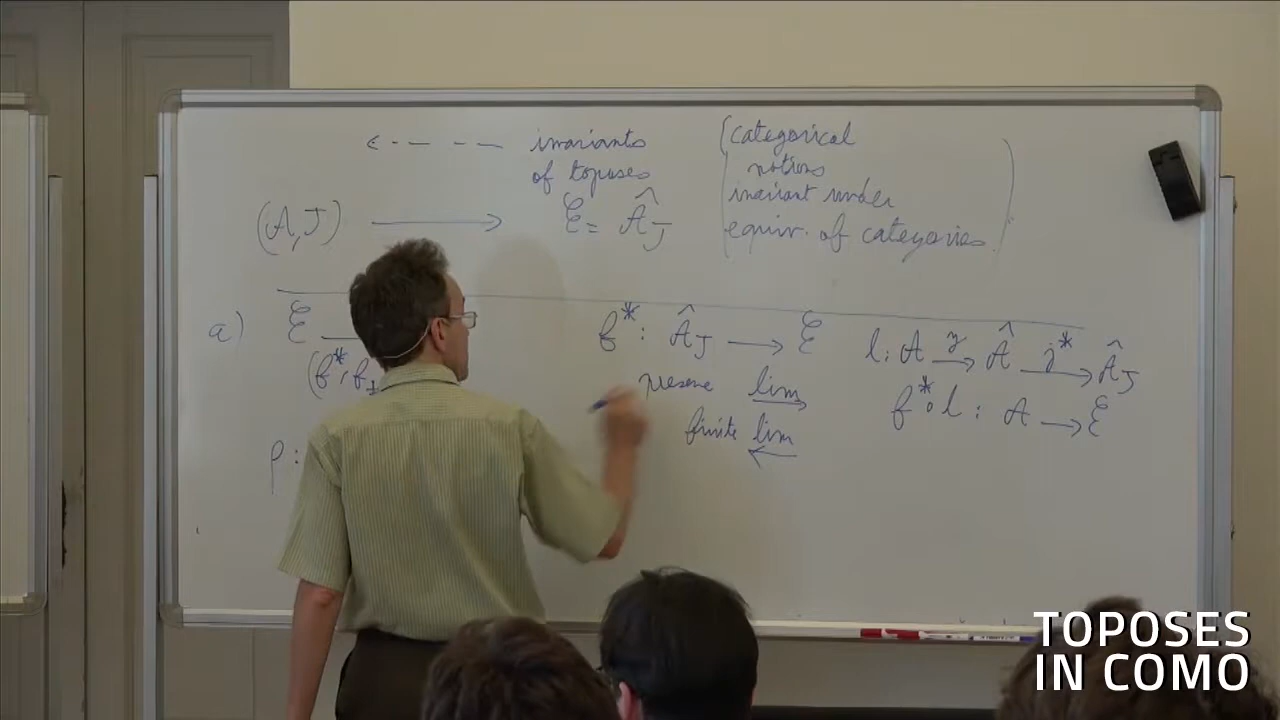 <--- invariants of toposes
(categorical notions invariant under equiv. of categories)
(A, J) ⟶ ℰ = Â_J
a) ℰ
(f*, f
f* : Â_J ⟶ ℰ
preserve lim→
finite lim←
l : A —y→ Â —j*→ Â_J
f* ∘ l : A ⟶ ℰ
ρ :
TOPOSES
IN COMO